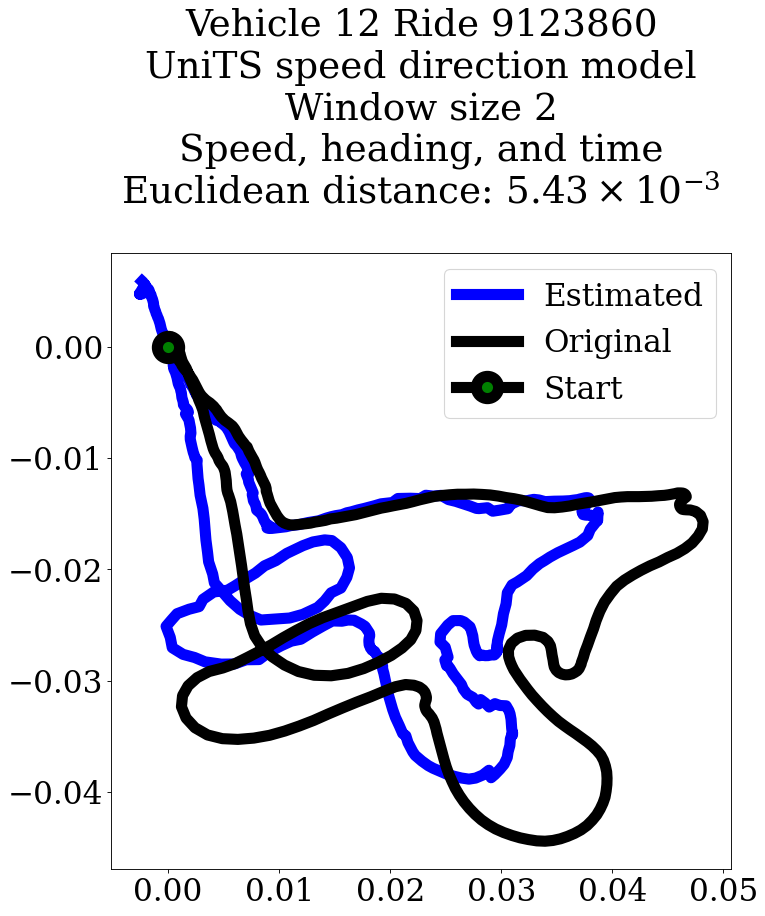 Vehicle 12 Ride 9123860
UniTS speed direction model
Window size 2
Speed, heading, and time
Euclidean distance: 5.43 × 10⁻³
Estimated
Original
Start
0.00
−0.01
−0.02
−0.03
−0.04
0.00 0.01 0.02 0.03 0.04 0.05